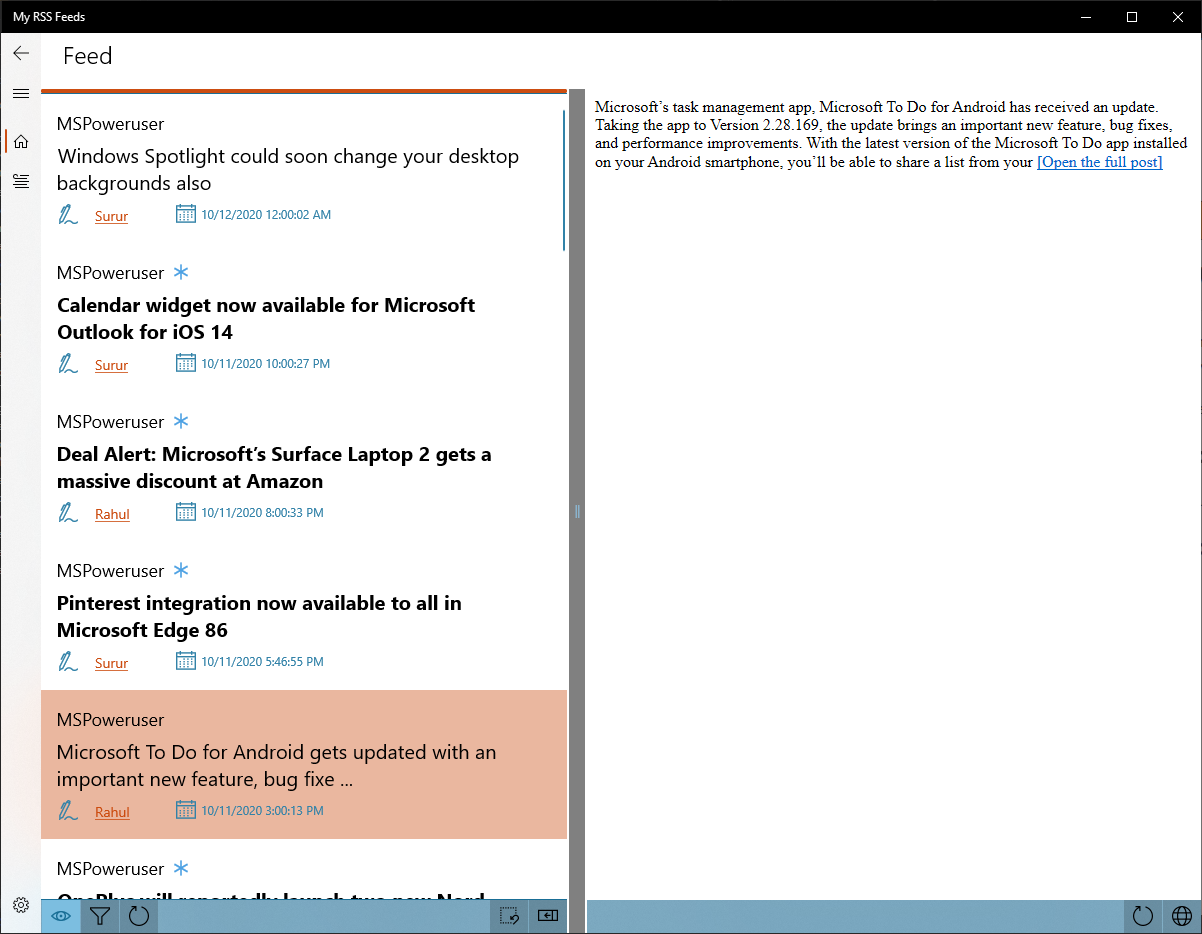 My RSS Feeds
Feed
MSPoweruser
Windows Spotlight could soon change your desktop
backgrounds also
Surur 10/12/2020 12:00:02 AM
MSPoweruser
Calendar widget now available for Microsoft
Outlook for iOS 14
Surur 10/11/2020 10:00:27 PM
MSPoweruser
Deal Alert: Microsoft’s Surface Laptop 2 gets a
massive discount at Amazon
Rahul 10/11/2020 8:00:33 PM
MSPoweruser
Pinterest integration now available to all in
Microsoft Edge 86
Surur 10/11/2020 5:46:55 PM
MSPoweruser
Microsoft To Do for Android gets updated with an
important new feature, bug fixe ...
Rahul 10/11/2020 3:00:13 PM
MSPoweruser
OnePlus will reportedly launch two new Nord
Microsoft’s task management app, Microsoft To Do for Android has received an update.
Taking the app to Version 2.28.169, the update brings an important new feature, bug fixes,
and performance improvements. With the latest version of the Microsoft To Do app installed
on your Android smartphone, you’ll be able to share a list from your [Open the full post]